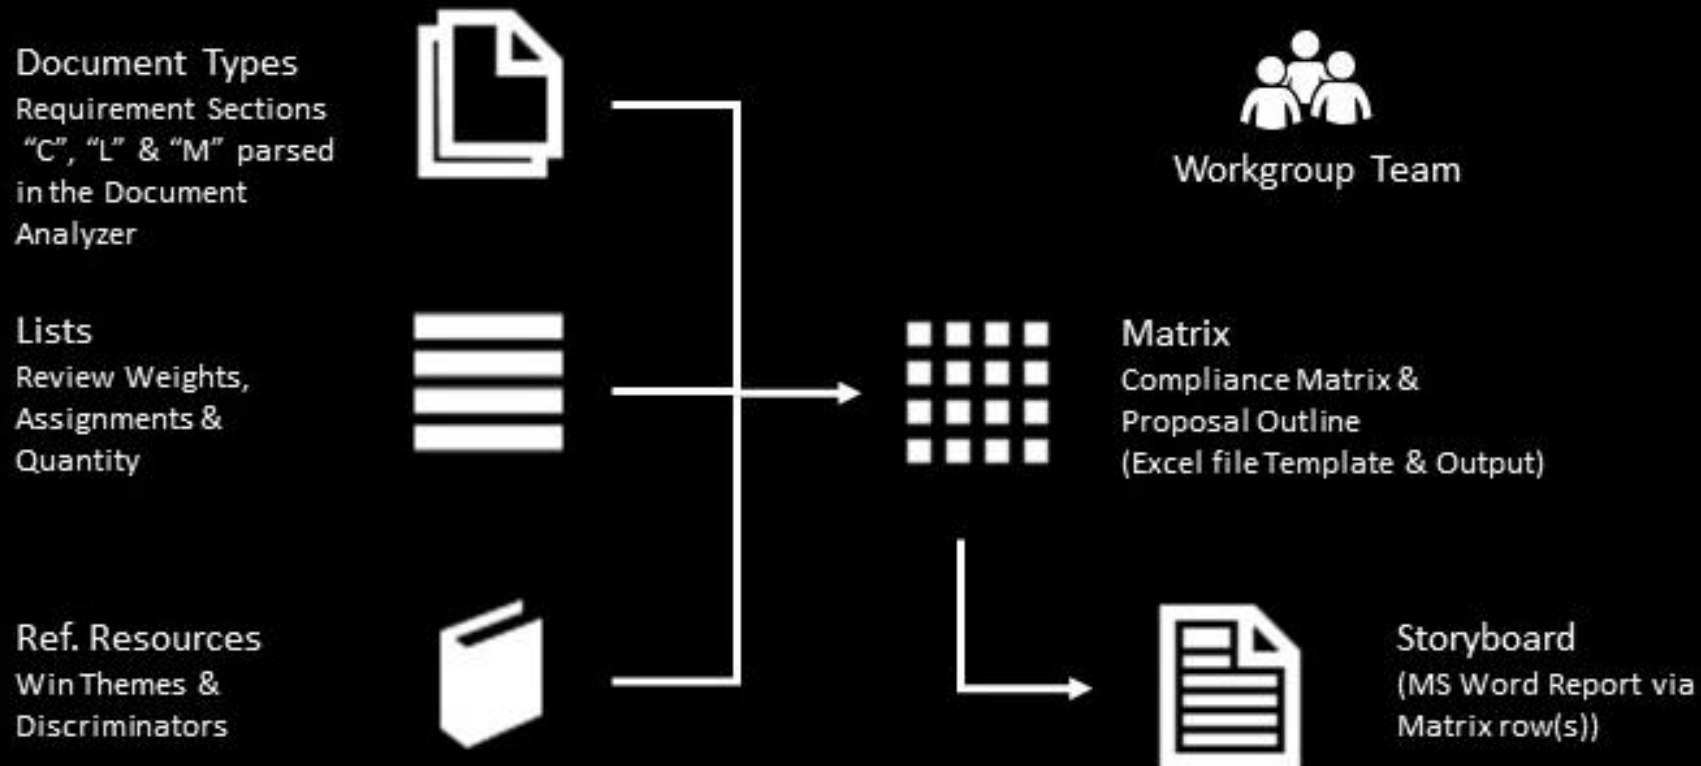 Document Types
Requirement Sections
“C”, “L” & “M” parsed
in the Document
Analyzer
Workgroup Team
Lists
Review Weights,
Assignments &
Quantity
Matrix
Compliance Matrix &
Proposal Outline
(Excel file Template & Output)
Ref. Resources
Win Themes &
Discriminators
Storyboard
(MS Word Report via
Matrix row(s))